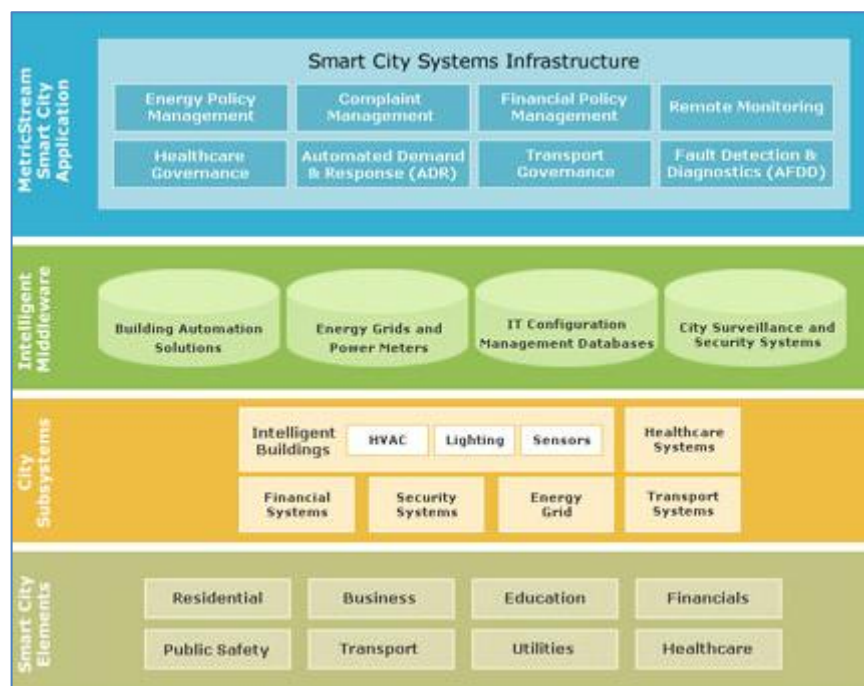 MetricStream
Smart City
Application
Smart City Systems Infrastructure
Energy Policy
Management
Complaint
Management
Financial Policy
Management
Remote Monitoring
Healthcare
Governance
Automated Demand
& Response (ADR)
Transport
Governance
Fault Detection &
Diagnostics (AFDD)
Intelligent
Middleware
Building Automation
Solutions
Energy Grids and
Power Meters
IT Configuration
Management Databases
City Surveillance and
Security Systems
City
Subsystems
Intelligent
Buildings
HVAC
Lighting
Sensors
Healthcare
Systems
Financial
Systems
Security
Systems
Energy
Grid
Transport
Systems
Smart City
Elements
Residential
Business
Education
Financials
Public Safety
Transport
Utilities
Healthcare